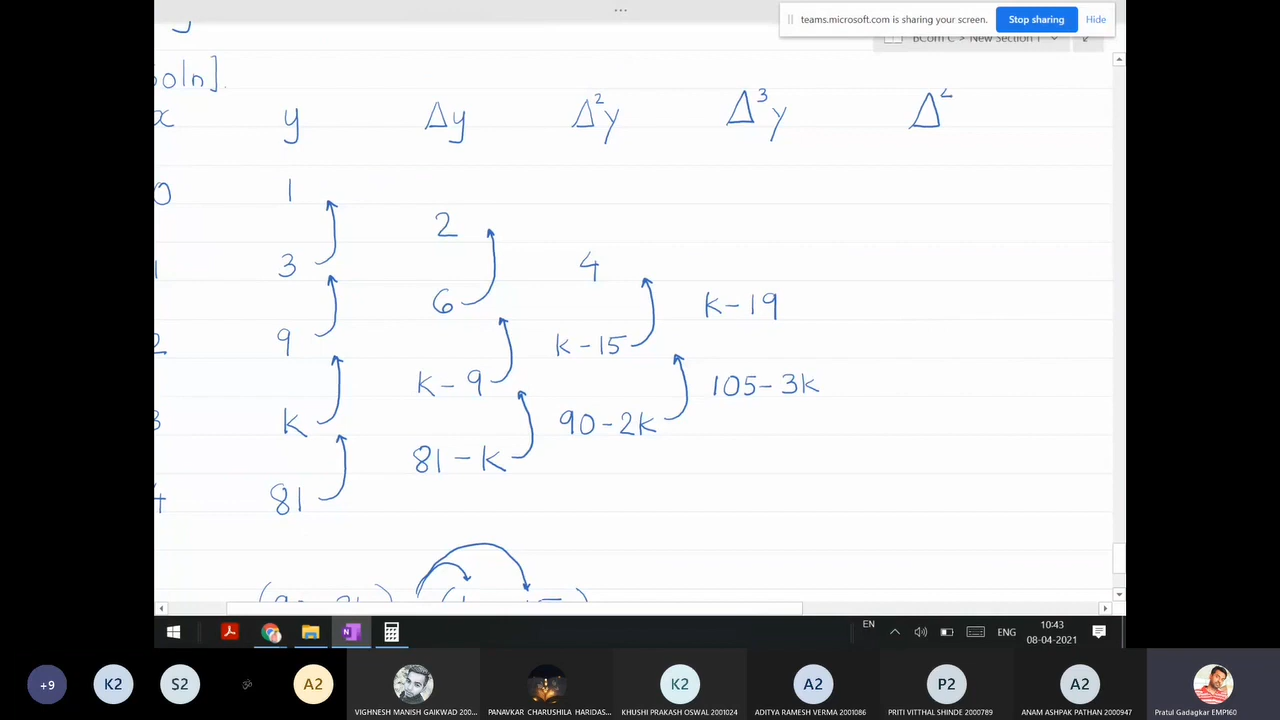 teams.microsoft.com is sharing your screen. Stop sharing Hide
BCom C > New Section 1
Soln].
x y Δy Δ²y Δ³y Δ⁴
0 1
2
3 4
6 k-19
9 k-15
k-9 105-3k
3 k 90-2k
81-k
4 81
EN ENG 10:43
08-04-2021
+9 K2 S2 A2 K2 A2 P2 A2
VIGHNESH MANISH GAIKWAD 200... PANAVKAR CHARUSHILA HARIDAS... KHUSHI PRAKASH OSWAL 2001024 ADITYA RAMESH VERMA 2001086 PRITI VITTHAL SHINDE 2000789 ANAM ASHPAK PATHAN 2000947 Pratul Gadagkar EMP160